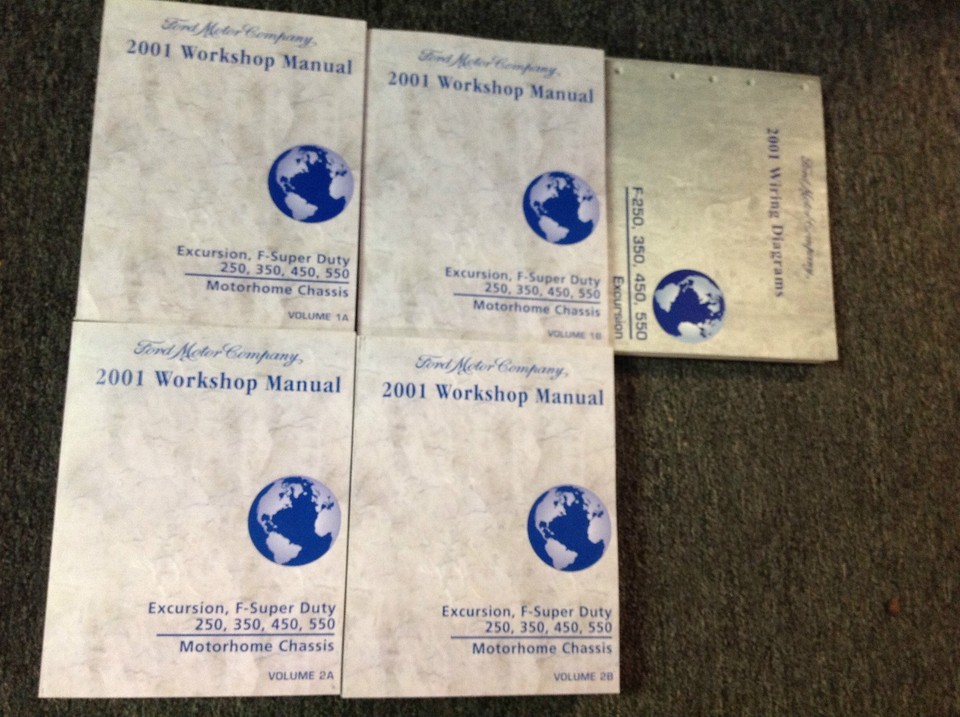 Ford Motor Company,
2001 Workshop Manual
Excursion, F-Super Duty
250, 350, 450, 550
Motorhome Chassis
VOLUME 1A
Ford Motor Company,
2001 Workshop Manual
Excursion, F-Super Duty
250, 350, 450, 550
Motorhome Chassis
VOLUME 1B
Ford Motor Company,
2001 Wiring Diagrams
F-250, 350, 450, 550
Excursion
Ford Motor Company,
2001 Workshop Manual
Excursion, F-Super Duty
250, 350, 450, 550
Motorhome Chassis
VOLUME 2A
Ford Motor Company,
2001 Workshop Manual
Excursion, F-Super Duty
250, 350, 450, 550
Motorhome Chassis
VOLUME 2B